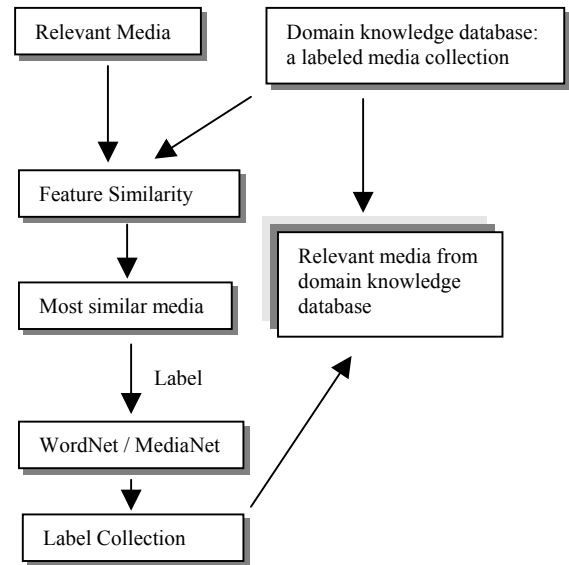 Relevant Media
Domain knowledge database:
a labeled media collection
Feature Similarity
Relevant media from
domain knowledge
database
Most similar media
Label
WordNet / MediaNet
Label Collection